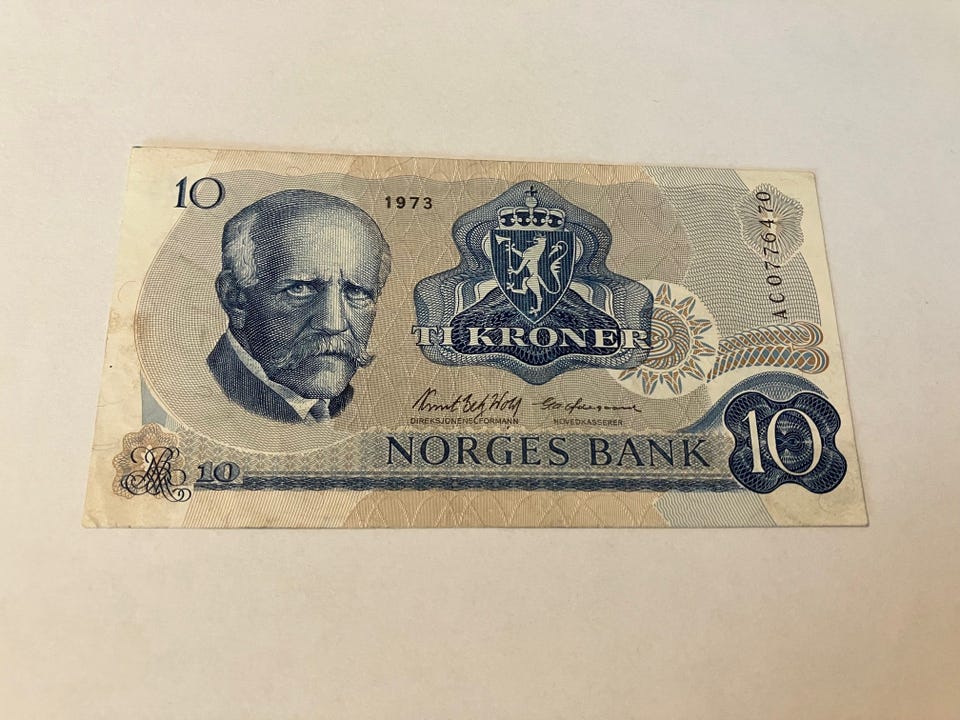 10
1973
AC0776470
TI KRONER
DIREKSJONENS FORMANN
HOVEDKASSERER
NORGES BANK
10
10